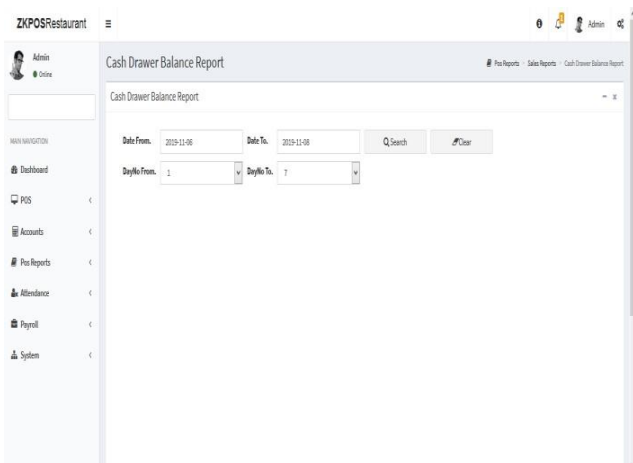 ZKPOSRestaurant
Admin
Admin
Online
Cash Drawer Balance Report
Pos Reports > Sales Reports > Cash Drawer Balance Report
Cash Drawer Balance Report
MAIN NAVIGATION
Dashboard
POS
Accounts
Pos Reports
Attendance
Payroll
System
Date From. 2019-11-06 Date To. 2019-11-08 Search Clear
DayNo From. 1 DayNo To. 7